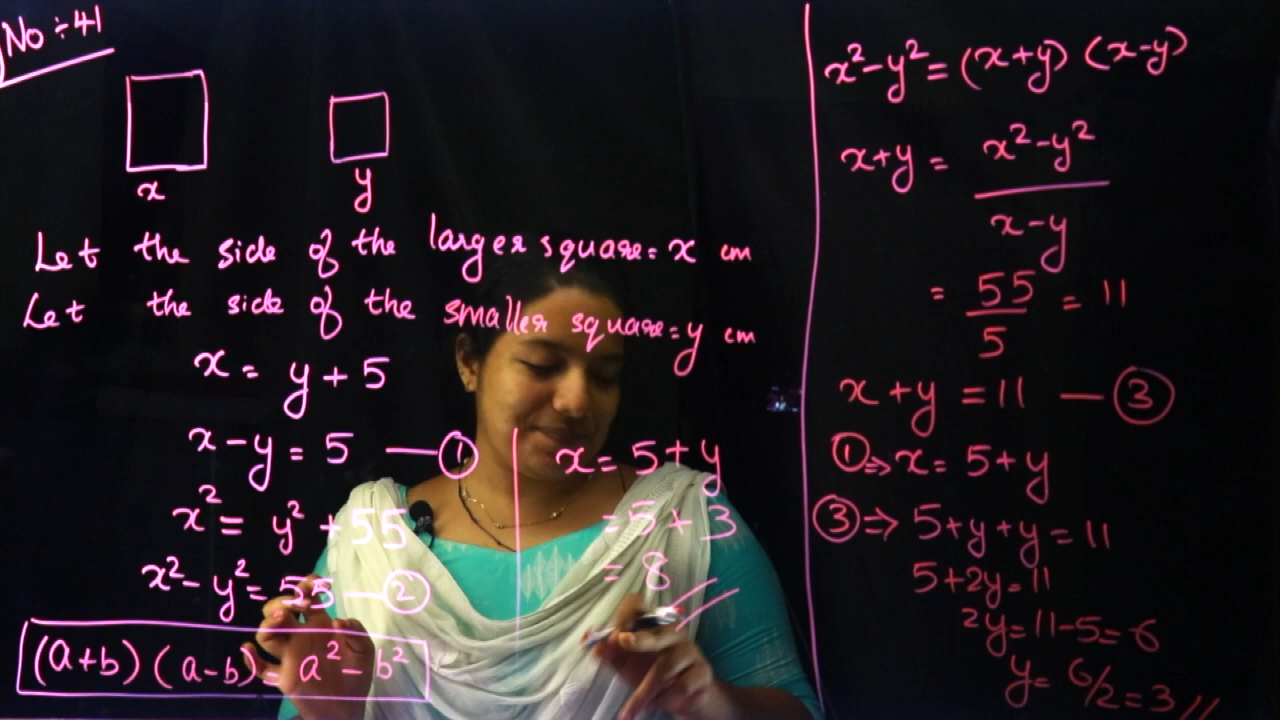 No ÷ 41
x
y
Let the side of the larger square = x cm
Let the side of the smaller square = y cm
x = y + 5
x - y = 5 — ①
x² = y² + 55
x² - y² = 55 — ②
(a+b) (a-b) = a² - b²
x = 5 + y
= 5 + 3
= 8 //
x² - y² = (x+y) (x-y)
x+y = x² - y² / x - y
= 55 / 5 = 11
x + y = 11 — ③
① ⇒ x = 5 + y
③ ⇒ 5 + y + y = 11
5 + 2y = 11
2y = 11 - 5 = 6
y = 6/2 = 3 //